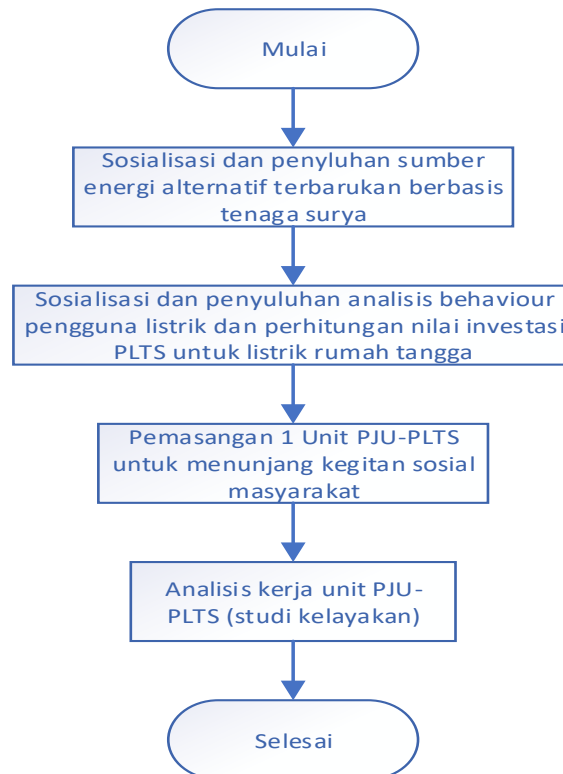 Mulai
Sosialisasi dan penyluhan sumber
energi alternatif terbarukan berbasis
tenaga surya
Sosialisasi dan penyuluhan analisis behaviour
pengguna listrik dan perhitungan nilai investasi
PLTS untuk listrik rumah tangga
Pemasangan 1 Unit PJU-PLTS
untuk menunjang kegitan sosial
masyarakat
Analisis kerja unit PJU-
PLTS (studi kelayakan)
Selesai